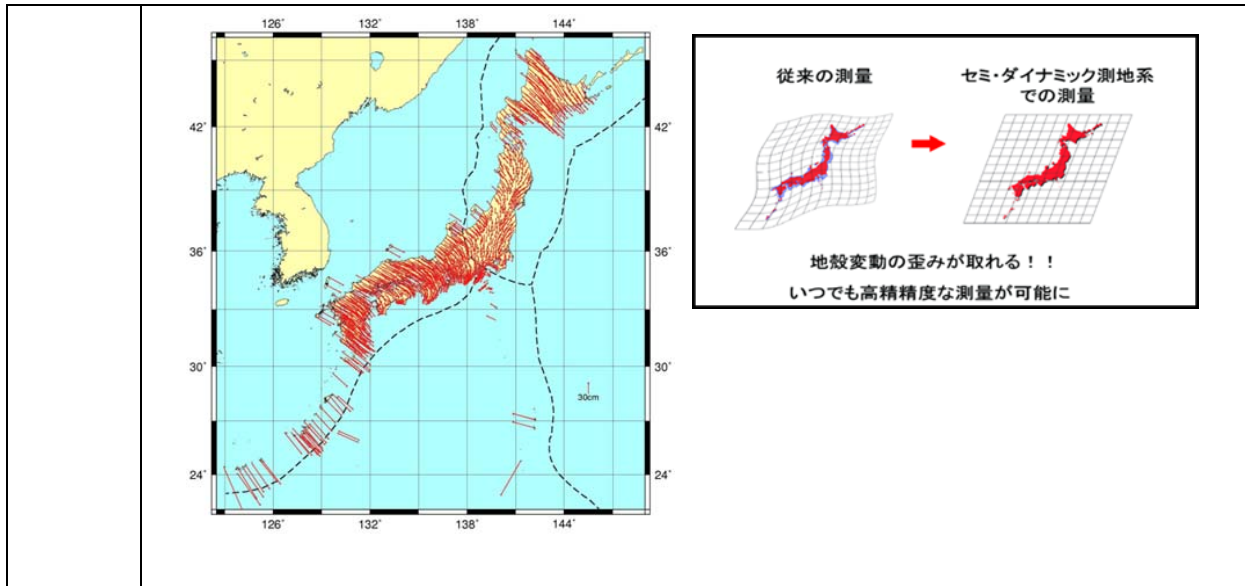 126° 132° 138° 144°
42° 42°
36° 36°
30° 30°
30cm
24° 24°
126° 132° 138° 144°
従来の測量
セミ・ダイナミック測地系
での測量
地殻変動の歪みが取れる!!
いつでも高精精度な測量が可能に